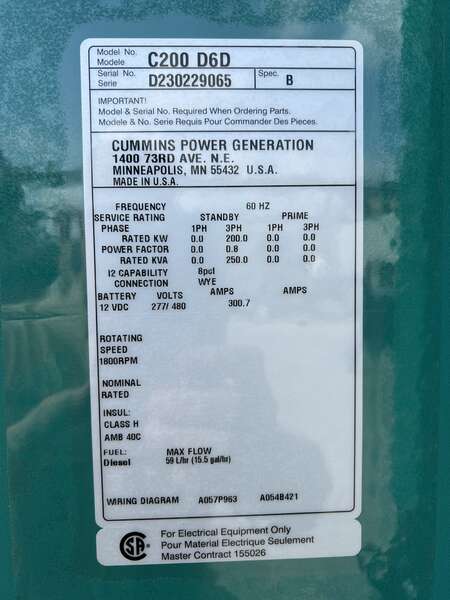 Model No. C200 D6D
Modele
Serial No. D230229065 Spec. B
Serie
IMPORTANT!
Model & Serial No. Required When Ordering Parts.
Modele & No. Serie Requis Pour Commander Des Pieces.
CUMMINS POWER GENERATION
1400 73RD AVE. N.E.
MINNEAPOLIS, MN 55432 U.S.A.
MADE IN U.S.A.
FREQUENCY 60 HZ
SERVICE RATING STANDBY PRIME
PHASE 1PH 3PH 1PH 3PH
RATED KW 0.0 200.0 0.0 0.0
POWER FACTOR 0.0 0.8 0.0 0.0
RATED KVA 0.0 250.0 0.0 0.0
I2 CAPABILITY 8pcl
CONNECTION WYE
BATTERY VOLTS AMPS AMPS
12 VDC 277/ 480 300.7
ROTATING
SPEED
1800RPM
NOMINAL
RATED
INSUL:
CLASS H
AMB 40C
FUEL: MAX FLOW
Diesel 59 L/hr (15.5 gal/hr)
WIRING DIAGRAM A057P963 A054B421
SA
For Electrical Equipment Only
Pour Material Electrique Seulement
Master Contract 155026